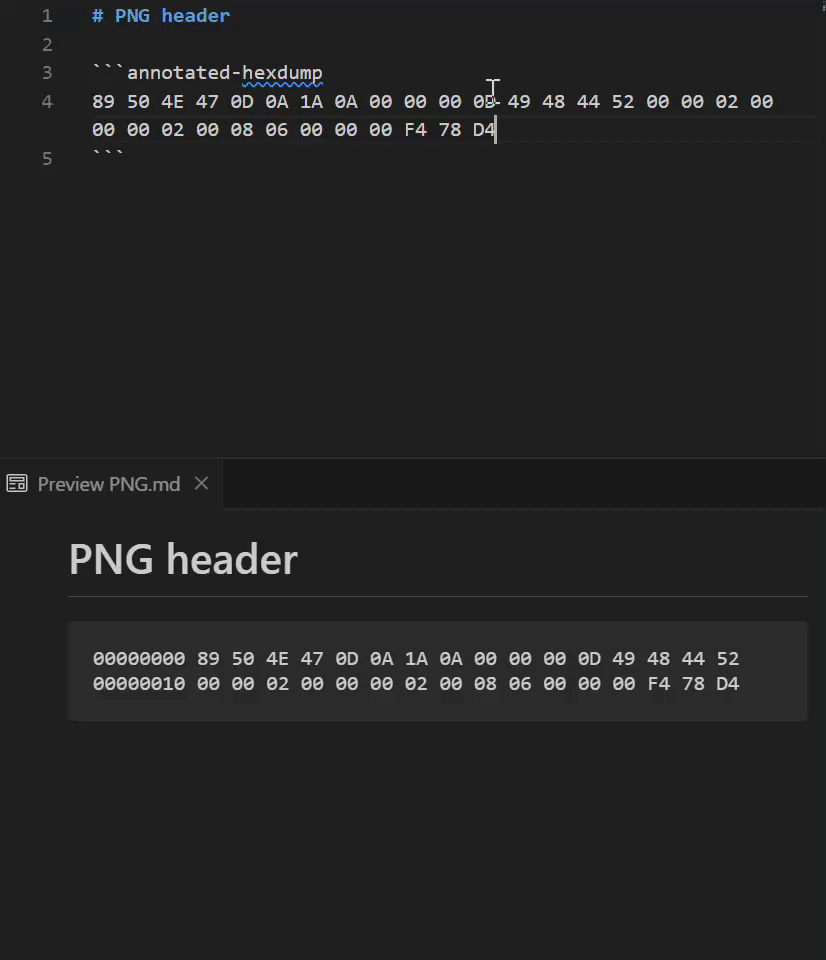 1 # PNG header
2
3 ```annotated-hexdump
4 89 50 4E 47 0D 0A 1A 0A 00 00 00 0D 49 48 44 52 00 00 02 00
00 00 02 00 08 06 00 00 00 F4 78 D4
5 ```
Preview PNG.md
PNG header
00000000 89 50 4E 47 0D 0A 1A 0A 00 00 00 0D 49 48 44 52
00000010 00 00 02 00 00 00 02 00 08 06 00 00 00 F4 78 D4